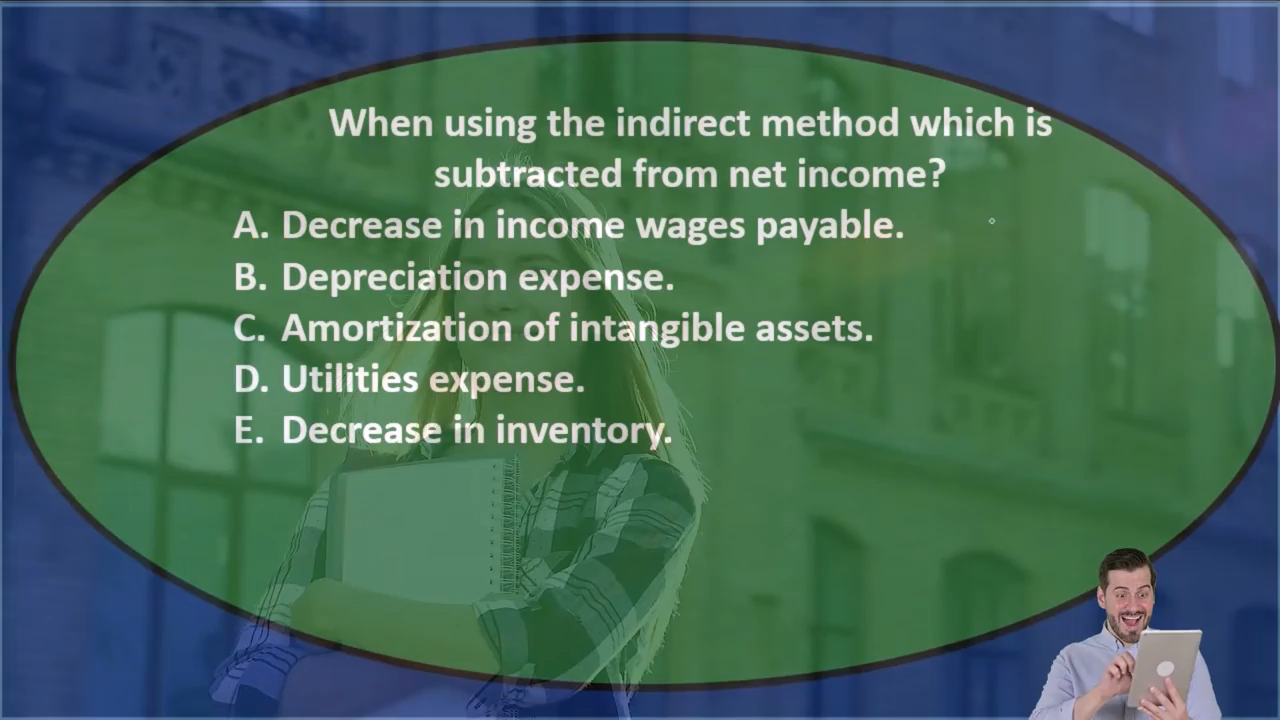 When using the indirect method which is
subtracted from net income?
A. Decrease in income wages payable.
B. Depreciation expense.
C. Amortization of intangible assets.
D. Utilities expense.
E. Decrease in inventory.